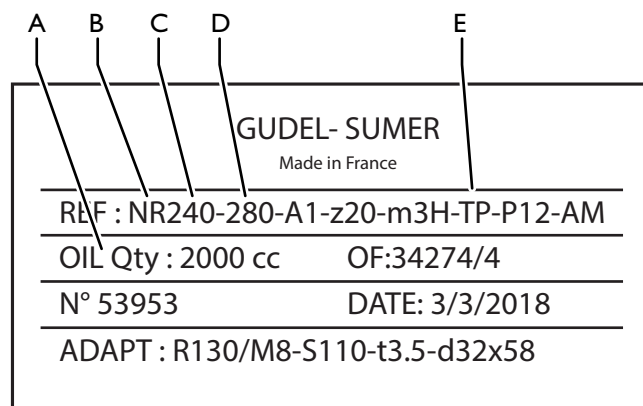 A B C D E
GUDEL- SUMER
Made in France
REF : NR240-280-A1-z20-m3H-TP-P12-AM
OIL Qty : 2000 cc OF:34274/4
N° 53953 DATE: 3/3/2018
ADAPT : R130/M8-S110-t3.5-d32x58